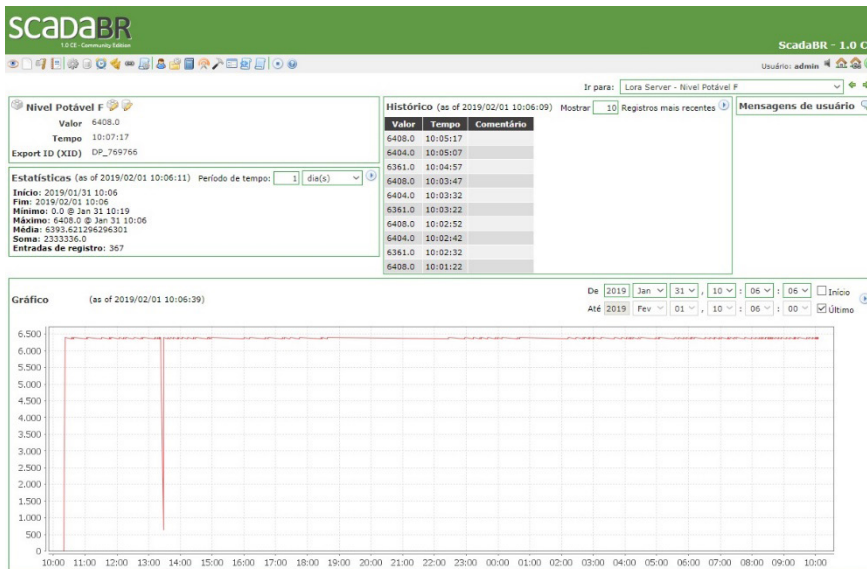 scadaBR
1.0 CE - Community Edition
ScadaBR - 1.0 C
Usuário: admin
Ir para: Lora Server - Nivel Potável F
Nivel Potável F
Valor 6408.0
Tempo 10:07:17
Export ID (XID) DP_769766
Estatísticas (as of 2019/02/01 10:06:11) Período de tempo: 1 dia(s)
Início: 2019/01/31 10:06
Fim: 2019/02/01 10:06
Mínimo: 0.0 @ Jan 31 10:19
Máximo: 6408.0 @ Jan 31 10:06
Média: 6393.621296296301
Soma: 2333336.0
Entradas de registro: 367
Histórico (as of 2019/02/01 10:06:09) Mostrar 10 Registros mais recentes
Valor Tempo Comentário
6408.0 10:05:17
6404.0 10:05:07
6361.0 10:04:57
6408.0 10:03:47
6404.0 10:03:32
6361.0 10:03:22
6408.0 10:02:52
6404.0 10:02:42
6361.0 10:02:32
6408.0 10:01:22
Mensagens de usuário
Gráfico (as of 2019/02/01 10:06:39)
De 2019 Jan 31 , 10 : 06 : 06 Início
Até 2019 Fev 01 , 10 : 06 : 00 Último
6.500
6.000
5.500
5.000
4.500
4.000
3.500
3.000
2.500
2.000
1.500
1.000
500
0
10:00 11:00 12:00 13:00 14:00 15:00 16:00 17:00 18:00 19:00 20:00 21:00 22:00 23:00 00:00 01:00 02:00 03:00 04:00 05:00 06:00 07:00 08:00 09:00 10:00